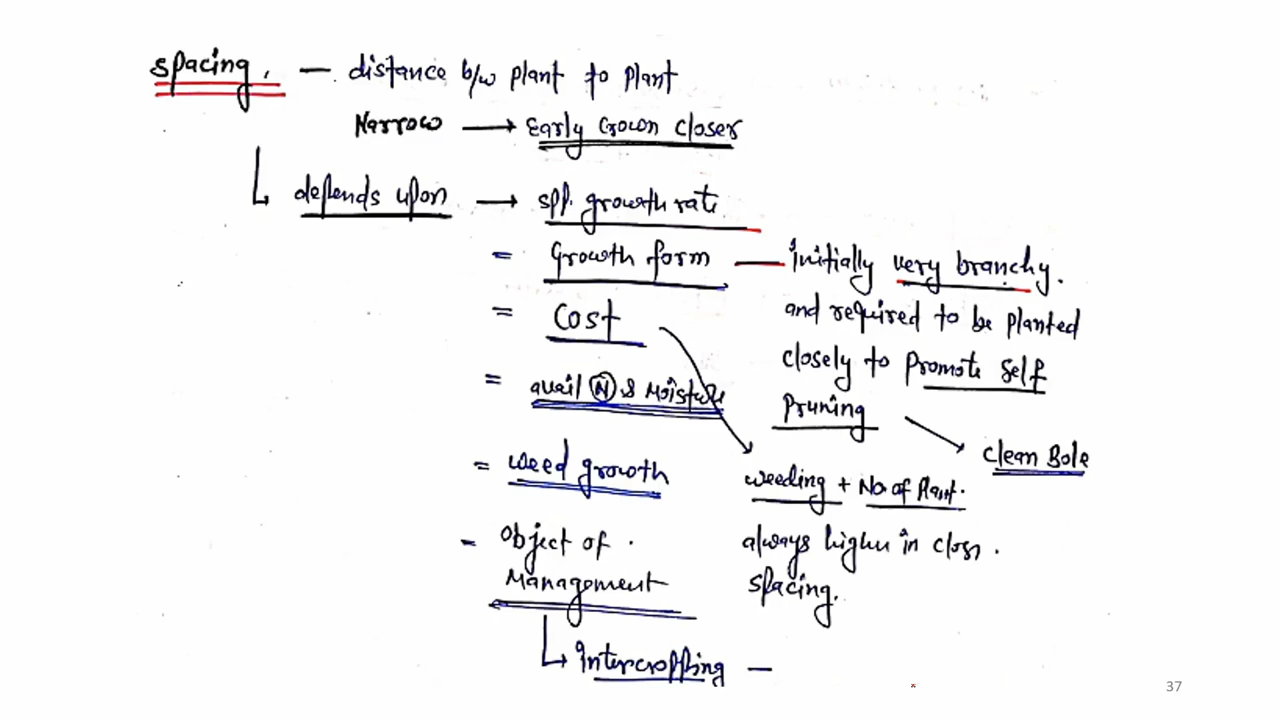 spacing. — distance b/w plant to plant
Narrow → Early crown closer
depends upon → spp. growth rate
= Growth form — Initially very branchy.
and required to be planted
closely to promote self
pruning → clean Bole
= Cost
= avail N & Moisture
= weed growth
weeding + No. of Plant.
always higher in close.
spacing.
= Object of .
Management
Intercropping —
37